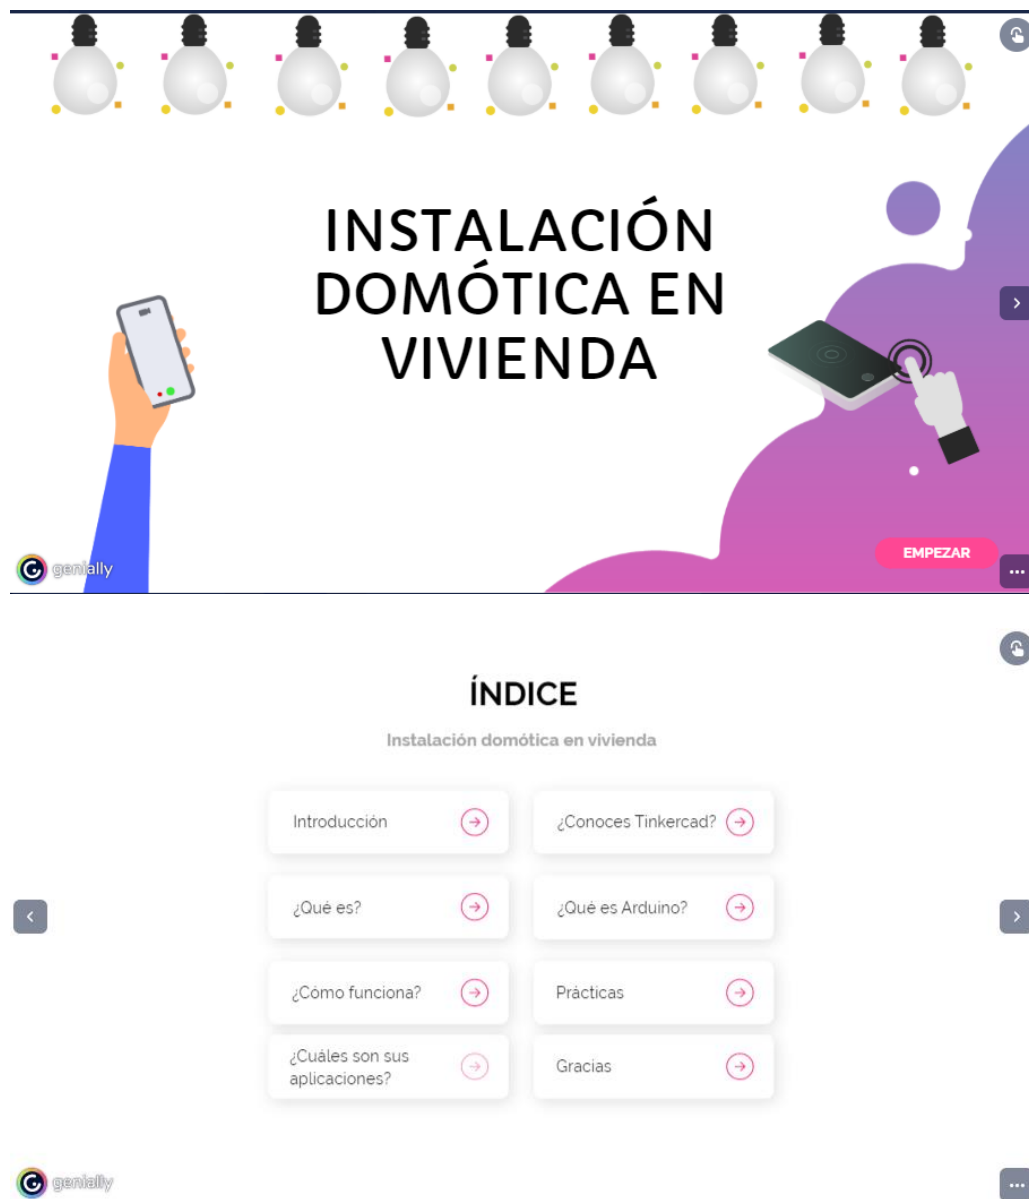 INSTALACIÓN
DOMÓTICA EN
VIVIENDA
EMPEZAR
genially
ÍNDICE
Instalación domótica en vivienda
Introducción
¿Conoces Tinkercad?
¿Qué es?
¿Qué es Arduino?
¿Cómo funciona?
Prácticas
¿Cuáles son sus
aplicaciones?
Gracias
genially